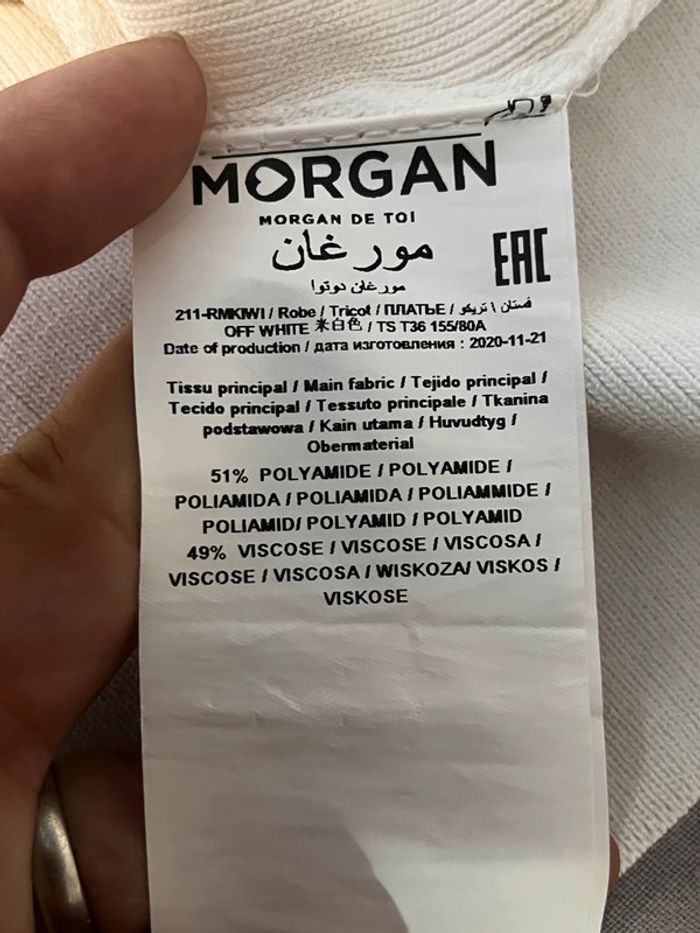 MORGAN
MORGAN DE TOI
مورغان
EAC
مورغان دوتوا
211-RMKIWI / Robe / Tricot / ПЛАТЬЕ / فستان \ تريكو
OFF WHITE 米白色 / TS T36 155/80A
Date of production / дата изготовления : 2020-11-21
Tissu principal / Main fabric / Tejido principal /
Tecido principal / Tessuto principale / Tkanina
podstawowa / Kain utama / Huvudtyg /
Obermaterial
51% POLYAMIDE / POLYAMIDE /
POLIAMIDA / POLIAMIDA / POLIAMMIDE /
POLIAMID/ POLYAMID / POLYAMID
49% VISCOSE / VISCOSE / VISCOSA /
VISCOSE / VISCOSA / WISKOZA/ VISKOS /
VISKOSE